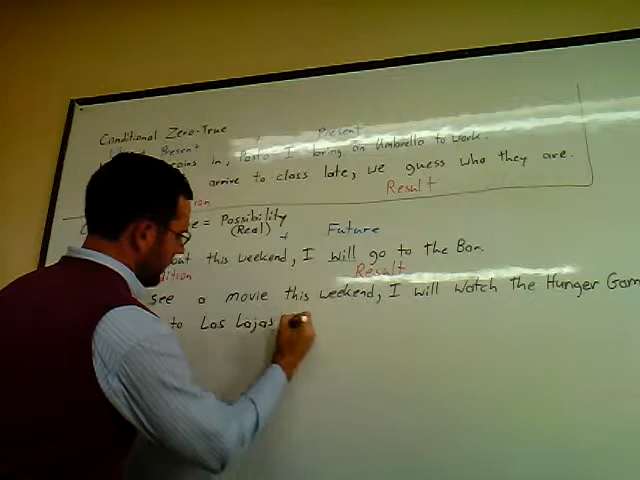 Conditional Zero-True Present
Present
rains in, Pasto I bring an Umbrella to work.
arrive to class late, we guess who they are.
Result
= Possibility
(Real) + Future
out this weekend, I will go to the Bar.
Result
see a movie this weekend, I will watch The Hunger Gam
to Las Lajas